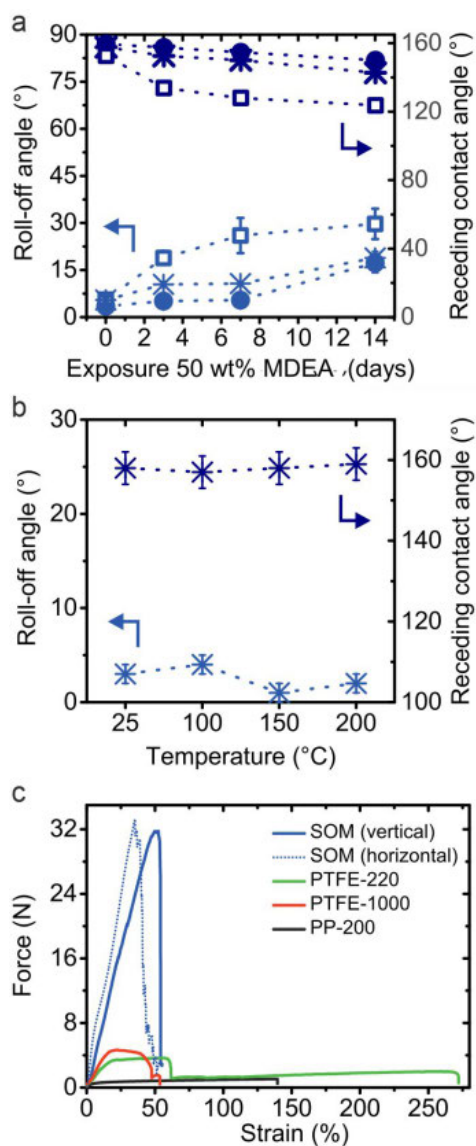 a
90
75
60
45
30
15
0
Roll-off angle (°)
160
120
80
40
0
Receding contact angle (°)
0 2 4 6 8 10 12 14
Exposure 50 wt% MDEA (days)
b
30
20
10
0
Roll-off angle (°)
180
160
140
120
100
Receding contact angle (°)
25 100 150 200
Temperature (°C)
c
32
24
16
8
0
Force (N)
SOM (vertical)
SOM (horizontal)
PTFE-220
PTFE-1000
PP-200
0 50 100 150 200 250
Strain (%)